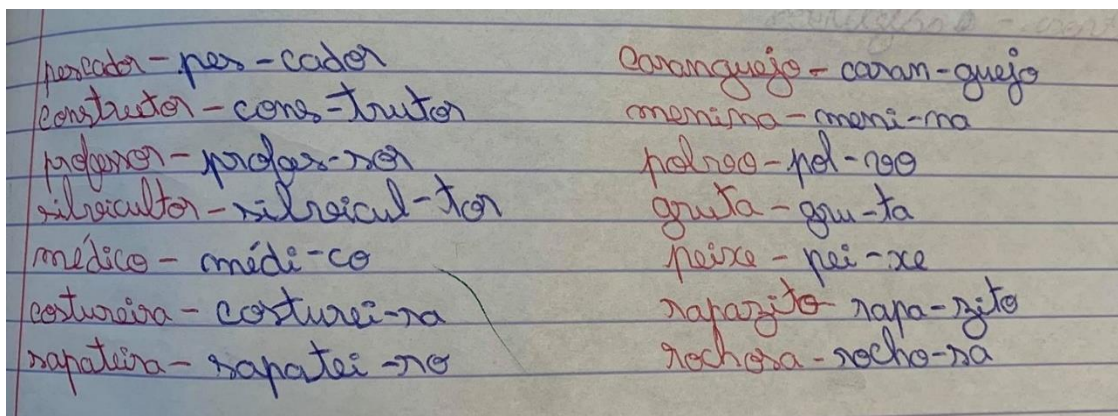 pescador - pes - cador
construtor - cons - trutor
professor - profes - sor
silvicultor - silvicul - tor
médico - médi - co
costureira - costurei - ra
sapateira - sapatei - ro
caranguejo - caran - guejo
menina - meni - na
polvo - pol - vo
gruta - gru - ta
peixe - pei - xe
rapazito - rapa - zito
rochosa - rocho - sa